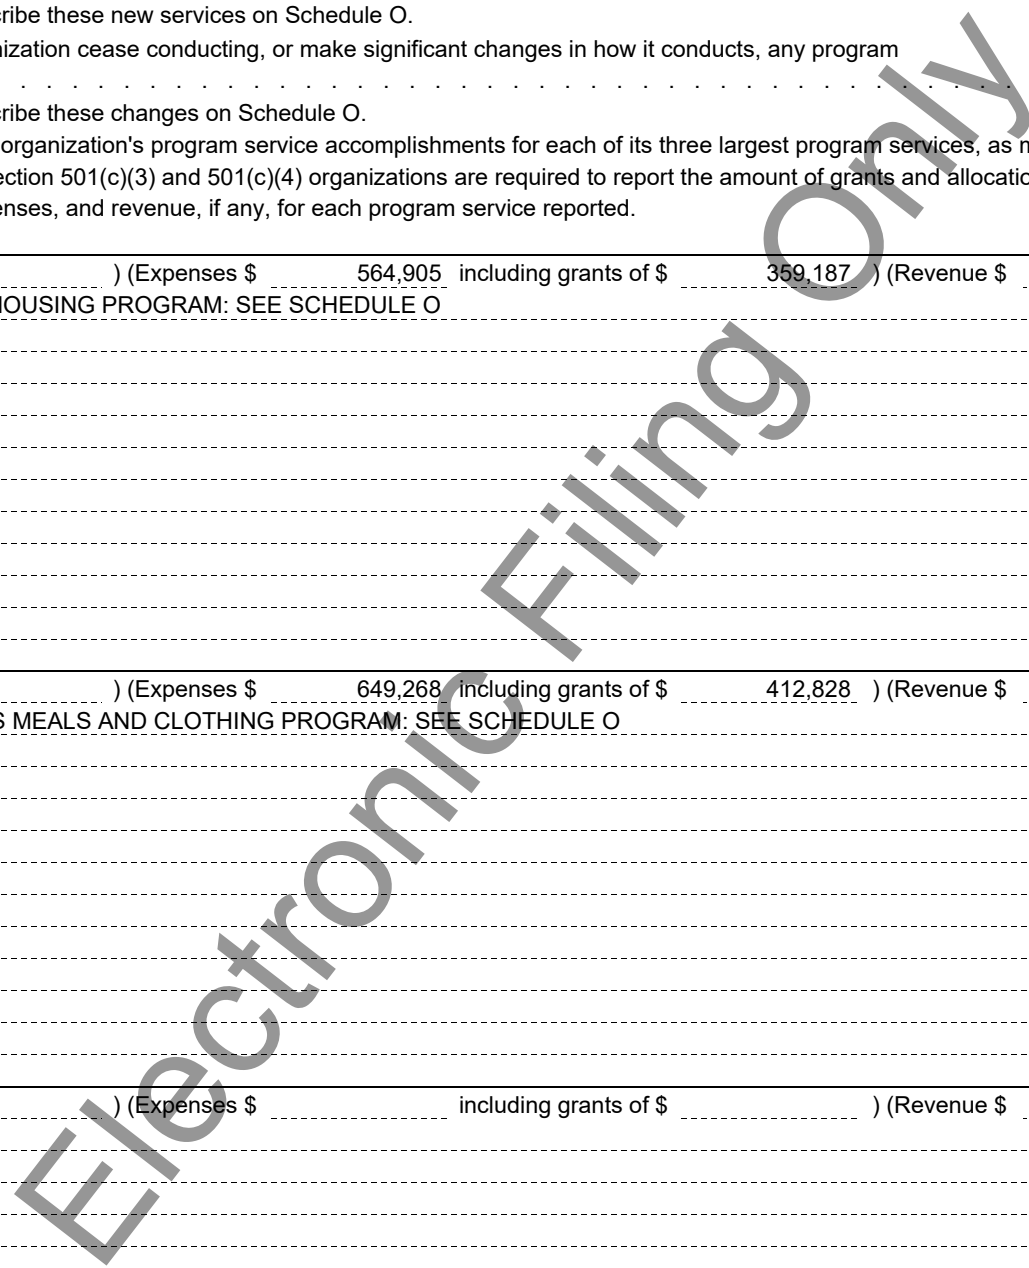 ribe these new services on Schedule O.
nization cease conducting, or make significant changes in how it conducts, any program
. . . . . . . . . . . . . . . . . . . . . . . . . . . . . . . . . . . . . . .
ribe these changes on Schedule O.
organization's program service accomplishments for each of its three largest program services, as m
ection 501(c)(3) and 501(c)(4) organizations are required to report the amount of grants and allocatio
enses, and revenue, if any, for each program service reported.
) (Expenses $ 564,905 including grants of $ 359,187 ) (Revenue $
HOUSING PROGRAM: SEE SCHEDULE O
) (Expenses $ 649,268 including grants of $ 412,828 ) (Revenue $
S MEALS AND CLOTHING PROGRAM: SEE SCHEDULE O
) (Expenses $ including grants of $ ) (Revenue $
Electronic Filing Only